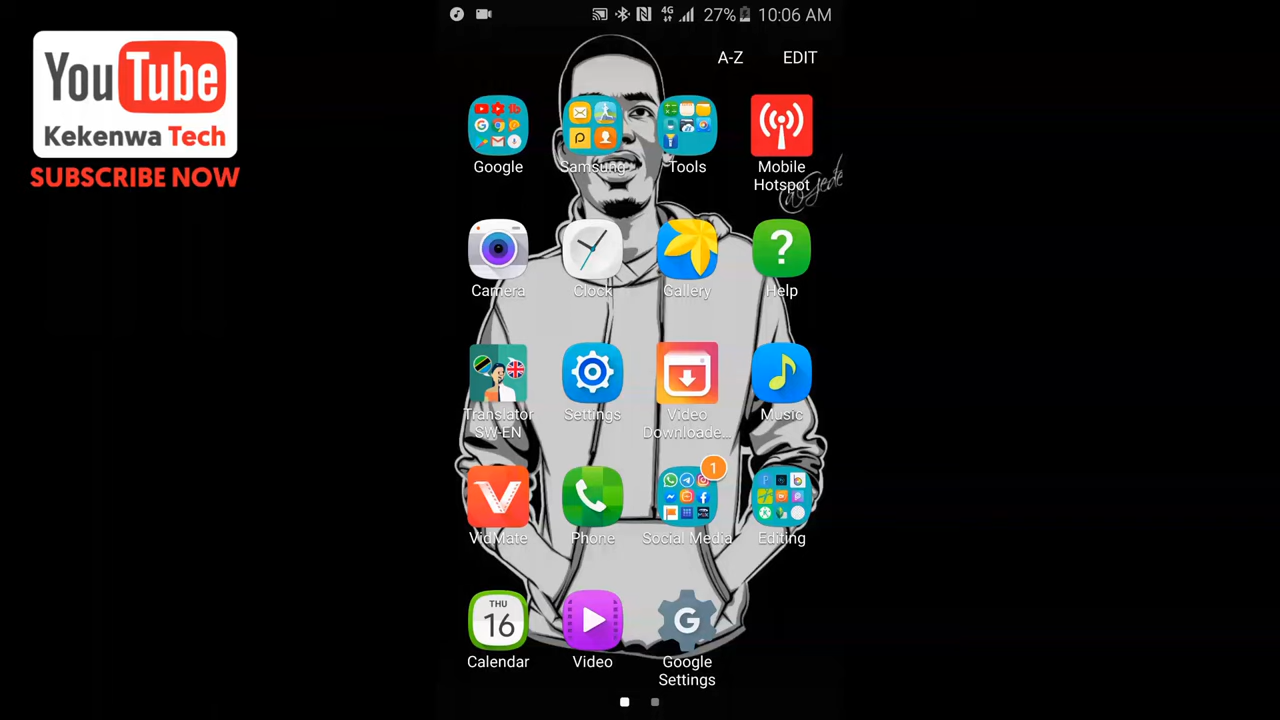 YouTube
Kekenwa Tech
SUBSCRIBE NOW
4G 27% 10:06 AM
A-Z EDIT
Google Samsung Tools Mobile
Hotspot
Camera Clock Gallery Help
Translator Settings Video Music
SW-EN Downloade...
VidMate Phone Social Media Editing
1
THU
16
Calendar Video Google
Settings